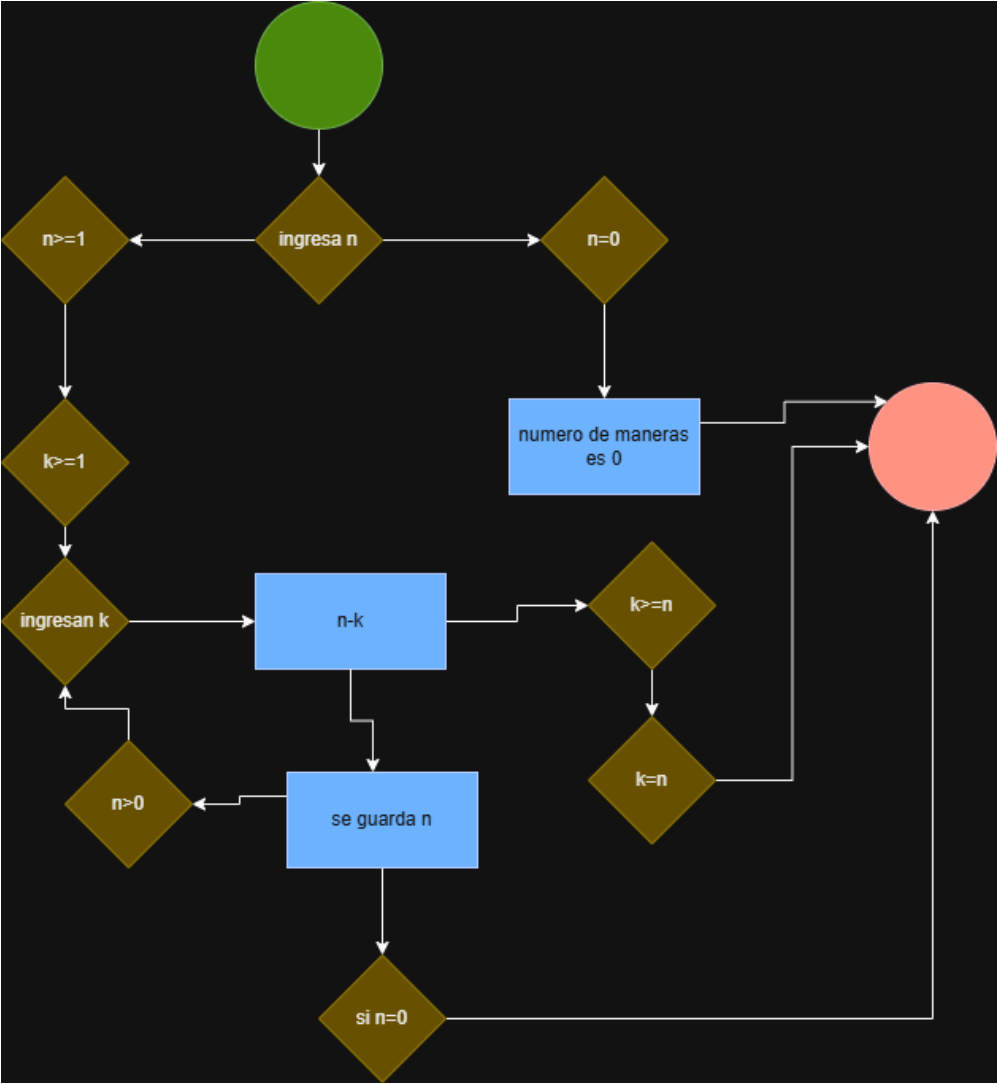 n>=1
ingresa n
n=0
numero de maneras
es 0
k>=1
ingresan k
n-k
k>=n
k=n
n>0
se guarda n
si n=0